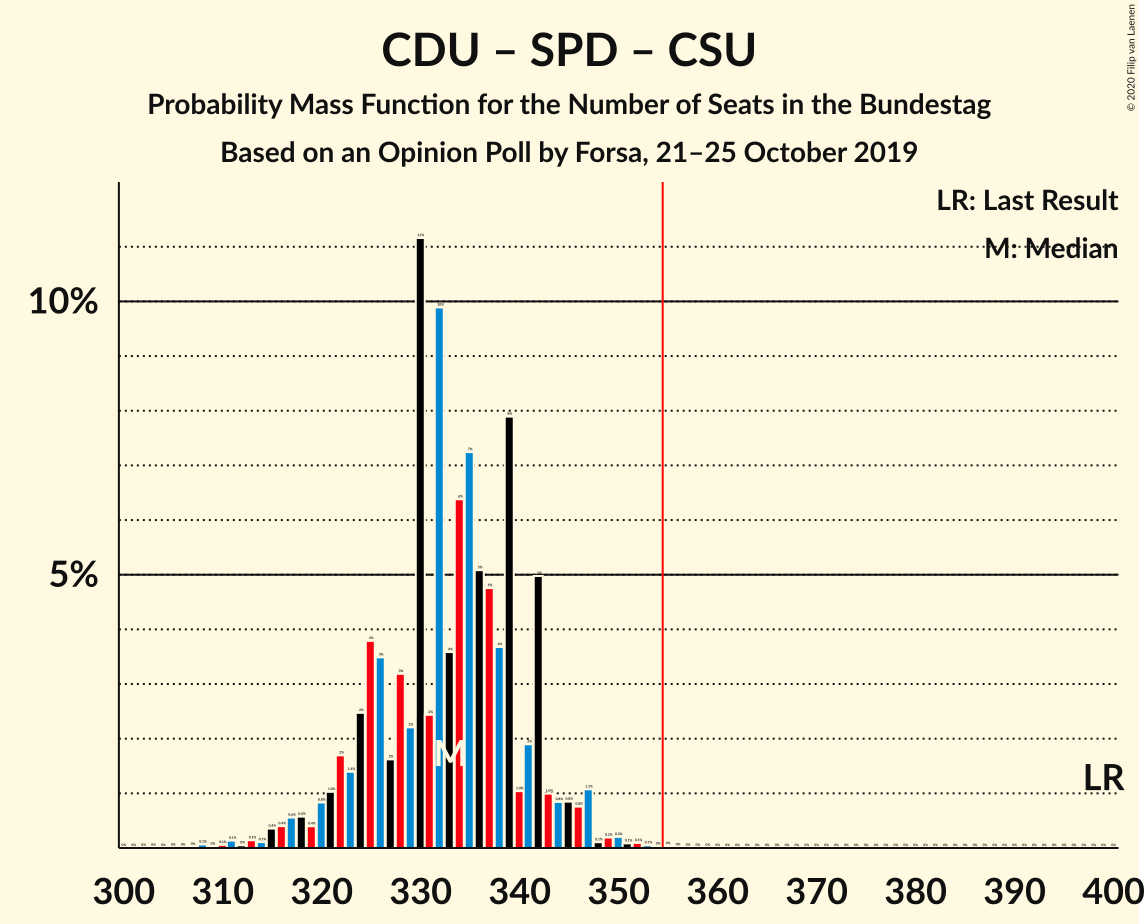 CDU – SPD – CSU
Probability Mass Function for the Number of Seats in the Bundestag
Based on an Opinion Poll by Forsa, 21–25 October 2019
© 2020 Filip van Laenen
LR: Last Result
M: Median
10%
5%
M
LR
300 310 320 330 340 350 360 370 380 390 400